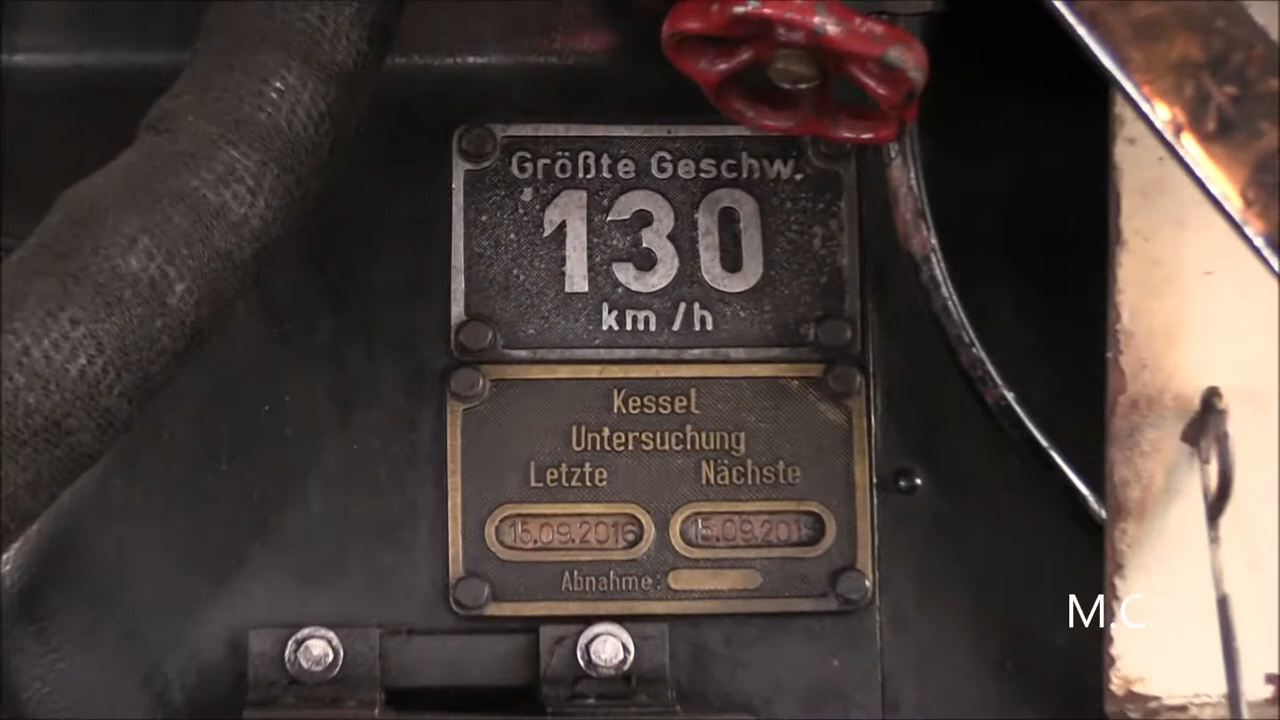 Größte Geschw.
130
km/h
Kessel
Untersuchung
Letzte Nächste
15.09.2016
Abnahme:
M.C